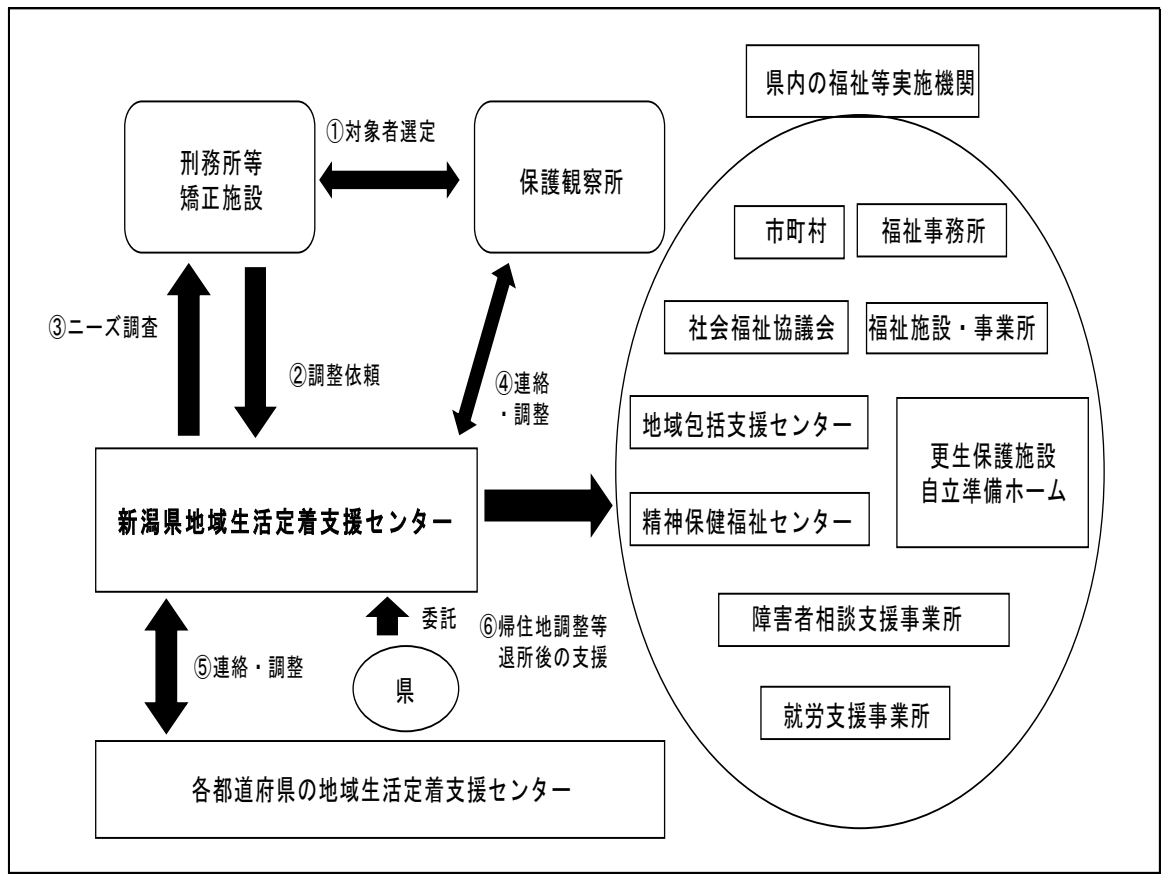 県内の福祉等実施機関
①対象者選定
刑務所等
矯正施設
保護観察所
市町村
福祉事務所
③ニーズ調査
②調整依頼
④連絡
・調整
社会福祉協議会
福祉施設・事業所
地域包括支援センター
更生保護施設
自立準備ホーム
新潟県地域生活定着支援センター
精神保健福祉センター
委託
⑥帰住地調整等
退所後の支援
障害者相談支援事業所
⑤連絡・調整
県
就労支援事業所
各都道府県の地域生活定着支援センター